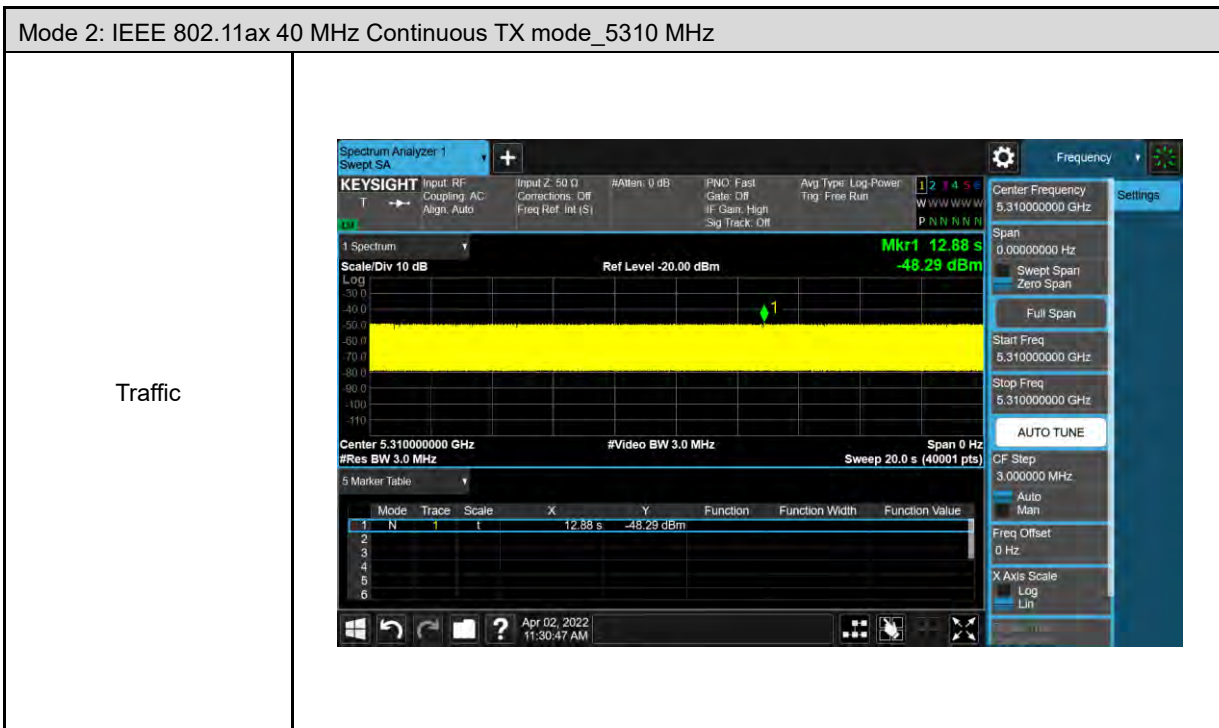 Mode 2: IEEE 802.11ax 40 MHz Continuous TX mode_5310 MHz
Traffic
Spectrum Analyzer 1
Swept SA
+
Frequency
KEYSIGHT
T
Input: RF
Coupling: AC
Align: Auto
Input Z: 50 Ω
Corrections: Off
Freq Ref: Int (S)
#Atten: 0 dB
PNO: Fast
Gate: Off
IF Gain: High
Sig Track: Off
Avg Type: Log-Power
Trig: Free Run
1 2 3 4 5 6
W W W W W W
P N N N N N
Center Frequency
5.310000000 GHz
Settings
1 Spectrum
Mkr1 12.88 s
Scale/Div 10 dB
Ref Level -20.00 dBm
-48.29 dBm
Span
0.00000000 Hz
Swept Span
Zero Span
Full Span
Start Freq
5.310000000 GHz
Stop Freq
5.310000000 GHz
AUTO TUNE
CF Step
3.000000 MHz
Auto
Man
Freq Offset
0 Hz
X Axis Scale
Log
Lin
Log
-30.0
-40.0
-50.0
-60.0
-70.0
-80.0
-90.0
-100
-110
1
Center 5.310000000 GHz
#Video BW 3.0 MHz
Span 0 Hz
#Res BW 3.0 MHz
Sweep 20.0 s (40001 pts)
5 Marker Table
Mode Trace Scale X Y Function Function Width Function Value
1 N 1 t 12.88 s -48.29 dBm
2
3
4
5
6
?
Apr 02, 2022
11:30:47 AM